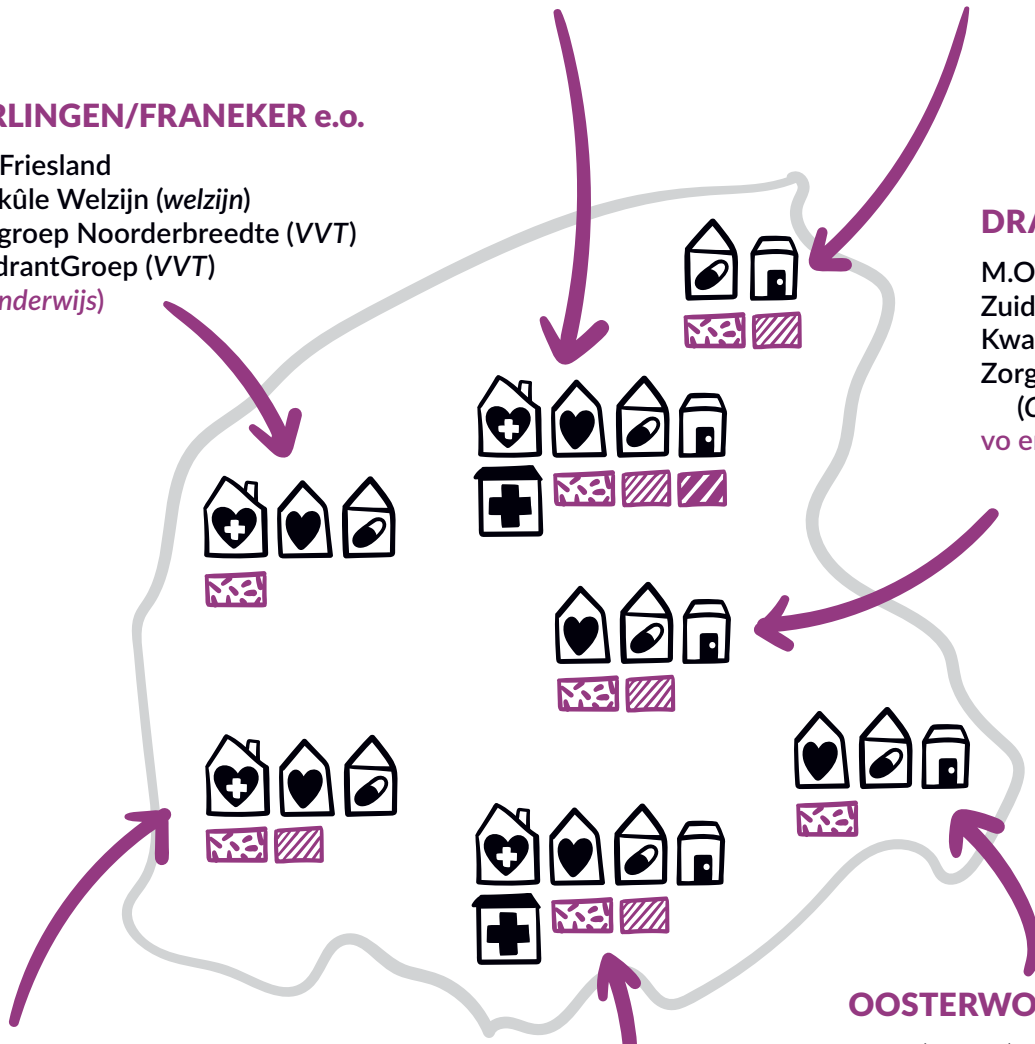 RLINGEN/FRANEKER e.o.
Friesland
kûle Welzijn (welzijn)
groep Noorderbreedte (VVT)
drantGroep (VVT)
nderwijs)
DRA
M.O
Zuid
Kwa
Zorg
(C
vo e
OOSTERWO